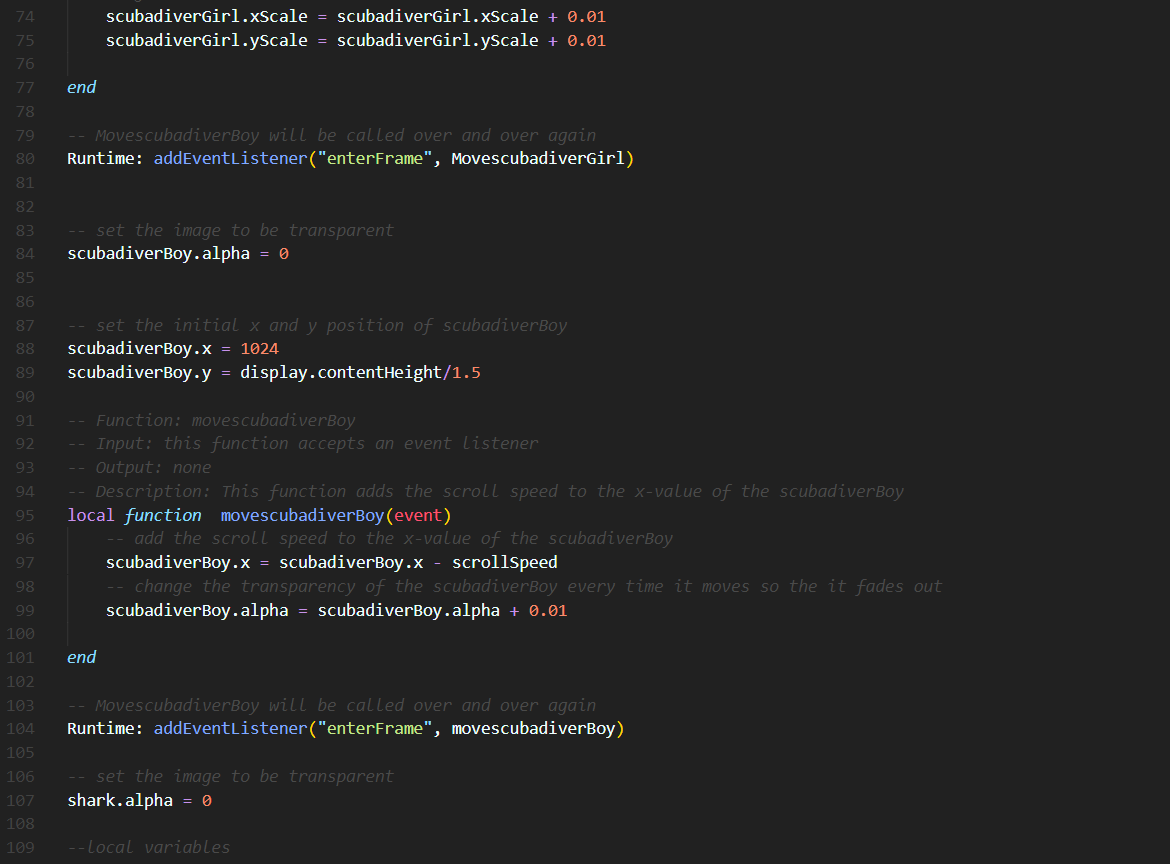 74 scubadiverGirl.xScale = scubadiverGirl.xScale + 0.01
75 scubadiverGirl.yScale = scubadiverGirl.yScale + 0.01
76
77 end
78
79 -- MovescubadiverBoy will be called over and over again
80 Runtime: addEventListener("enterFrame", MovescubadiverGirl)
81
82
83 -- set the image to be transparent
84 scubadiverBoy.alpha = 0
85
86
87 -- set the initial x and y position of scubadiverBoy
88 scubadiverBoy.x = 1024
89 scubadiverBoy.y = display.contentHeight/1.5
90
91 -- Function: movescubadiverBoy
92 -- Input: this function accepts an event listener
93 -- Output: none
94 -- Description: This function adds the scroll speed to the x-value of the scubadiverBoy
95 local function  movescubadiverBoy(event)
96 -- add the scroll speed to the x-value of the scubadiverBoy
97 scubadiverBoy.x = scubadiverBoy.x - scrollSpeed
98 -- change the transparency of the scubadiverBoy every time it moves so the it fades out
99 scubadiverBoy.alpha = scubadiverBoy.alpha + 0.01
100
101 end
102
103 -- MovescubadiverBoy will be called over and over again
104 Runtime: addEventListener("enterFrame", movescubadiverBoy)
105
106 -- set the image to be transparent
107 shark.alpha = 0
108
109 --local variables